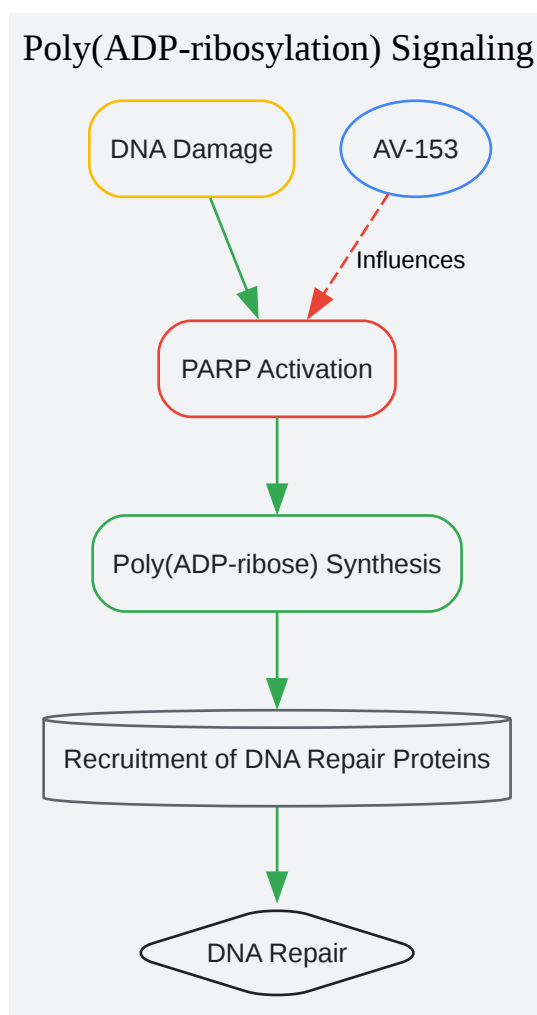 Poly(ADP-ribosylation) Signaling
DNA Damage
AV-153
Influences
PARP Activation
Poly(ADP-ribose) Synthesis
Recruitment of DNA Repair Proteins
DNA Repair